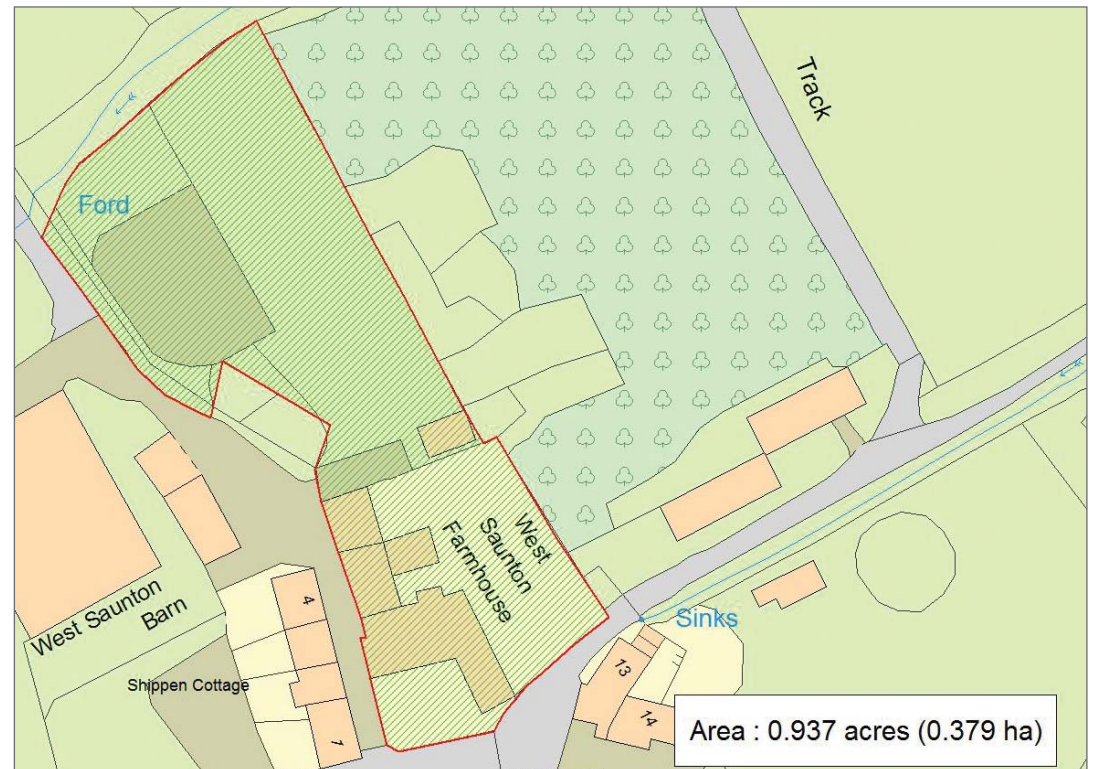 Track
Ford
West
Saunton
Farmhouse
West Saunton
Barn
4
Shippen Cottage
1
Sinks
13
14
Area : 0.937 acres (0.379 ha)